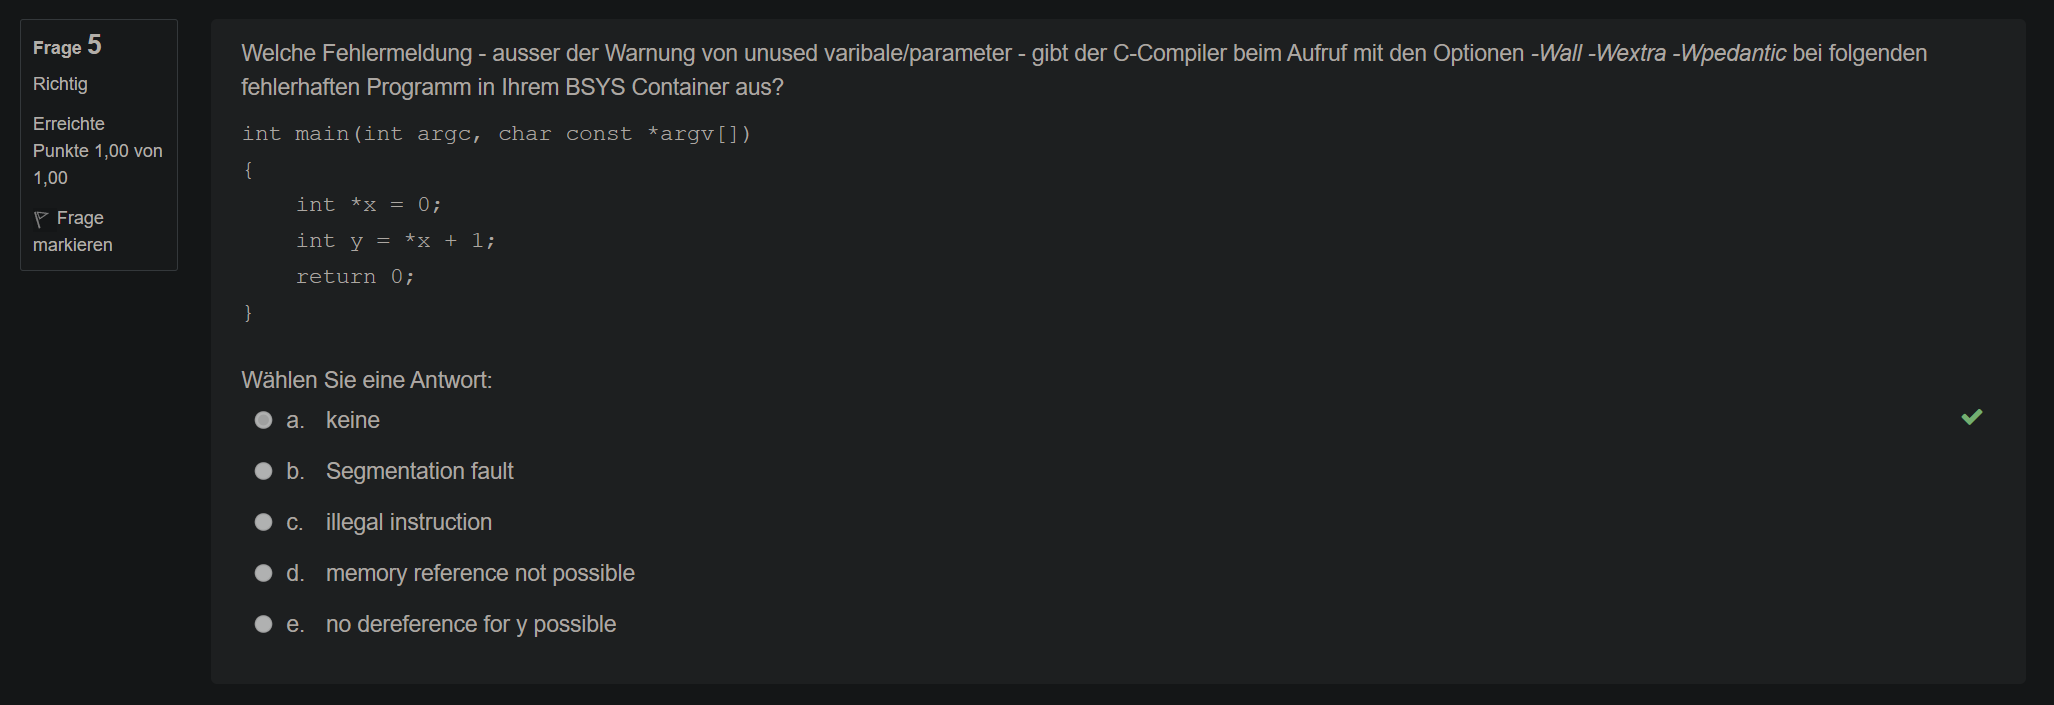 Frage 5
Richtig
Erreichte
Punkte 1,00 von
1,00
Frage
markieren
Welche Fehlermeldung - ausser der Warnung von unused varibale/parameter - gibt der C-Compiler beim Aufruf mit den Optionen -Wall -Wextra -Wpedantic bei folgenden
fehlerhaften Programm in Ihrem BSYS Container aus?
int main(int argc, char const *argv[])
{
    int *x = 0;
    int y = *x + 1;
    return 0;
}
Wählen Sie eine Antwort:
a. keine
b. Segmentation fault
c. illegal instruction
d. memory reference not possible
e. no dereference for y possible